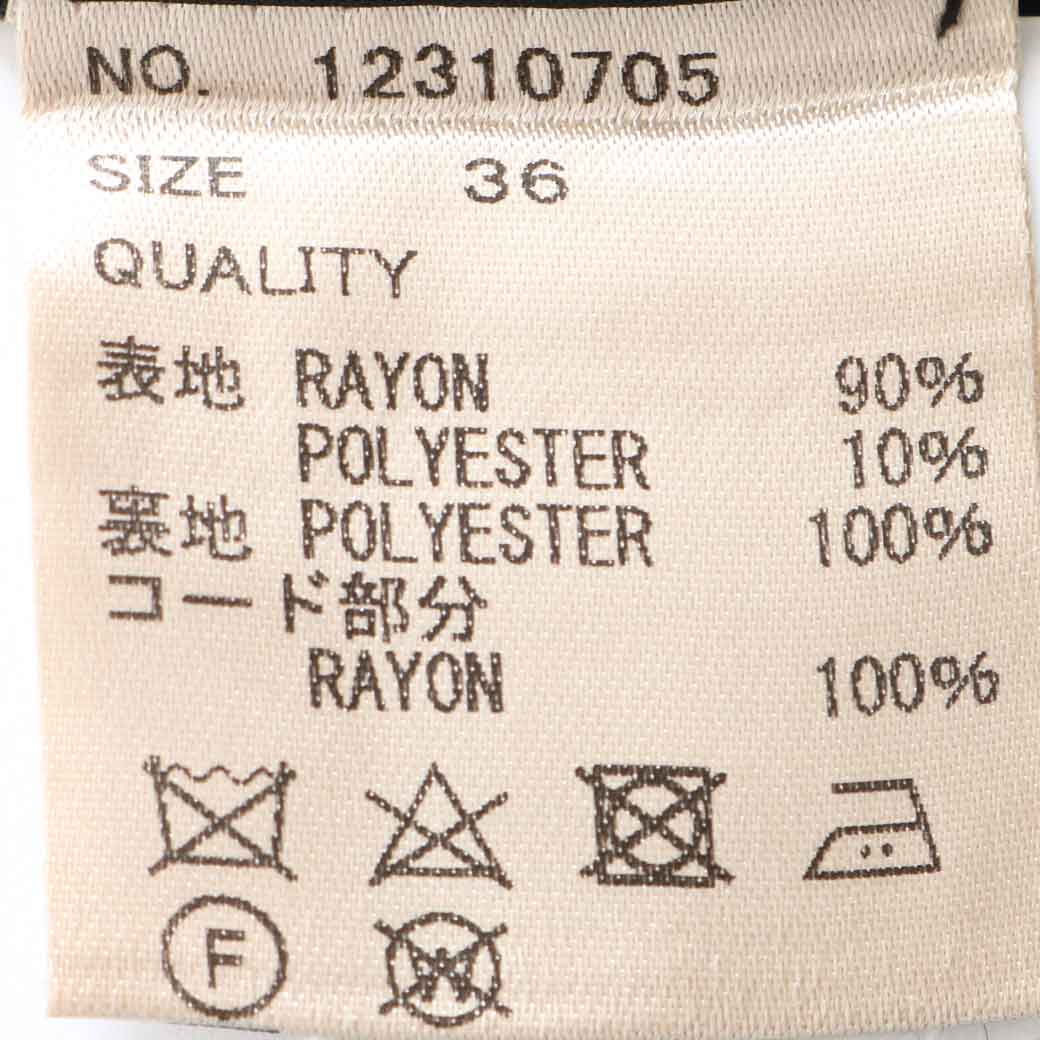 NO. 12310705
SIZE 36
QUALITY
表地 RAYON 90%
POLYESTER 10%
裏地 POLYESTER 100%
コード部分
RAYON 100%
F W